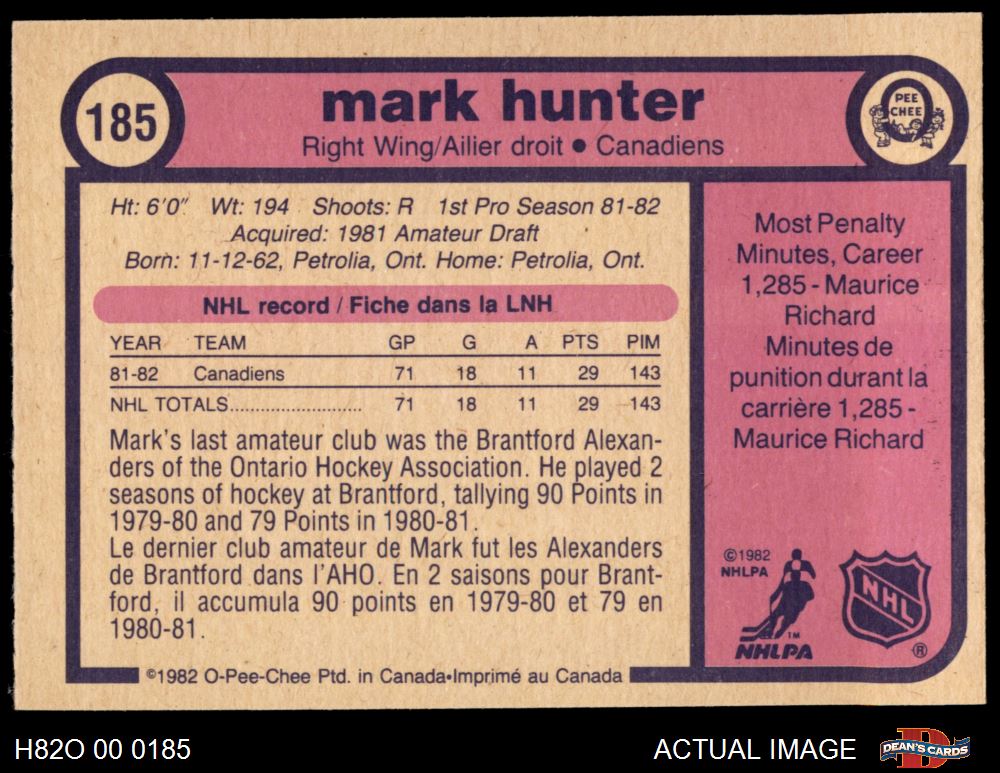 185
mark hunter
Right Wing/Ailier droit • Canadiens
O
PEE
CHEE
Ht: 6'0" Wt: 194 Shoots: R 1st Pro Season 81-82
Acquired: 1981 Amateur Draft
Born: 11-12-62, Petrolia, Ont. Home: Petrolia, Ont.
NHL record / Fiche dans la LNH
YEAR TEAM GP G A PTS PIM
81-82 Canadiens 71 18 11 29 143
NHL TOTALS.......................... 71 18 11 29 143
Mark's last amateur club was the Brantford Alexan-
ders of the Ontario Hockey Association. He played 2
seasons of hockey at Brantford, tallying 90 Points in
1979-80 and 79 Points in 1980-81.
Le dernier club amateur de Mark fut les Alexanders
de Brantford dans l'AHO. En 2 saisons pour Brant-
ford, il accumula 90 points en 1979-80 et 79 en
1980-81.
Most Penalty
Minutes, Career
1,285 - Maurice
Richard
Minutes de
punition durant la
carrière 1,285 -
Maurice Richard
©1982
NHLPA
TM
NHLPA
NHL
®
©1982 O-Pee-Chee Ptd. in Canada•Imprimé au Canada
H82O 00 0185
ACTUAL IMAGE
DEAN'S CARDS